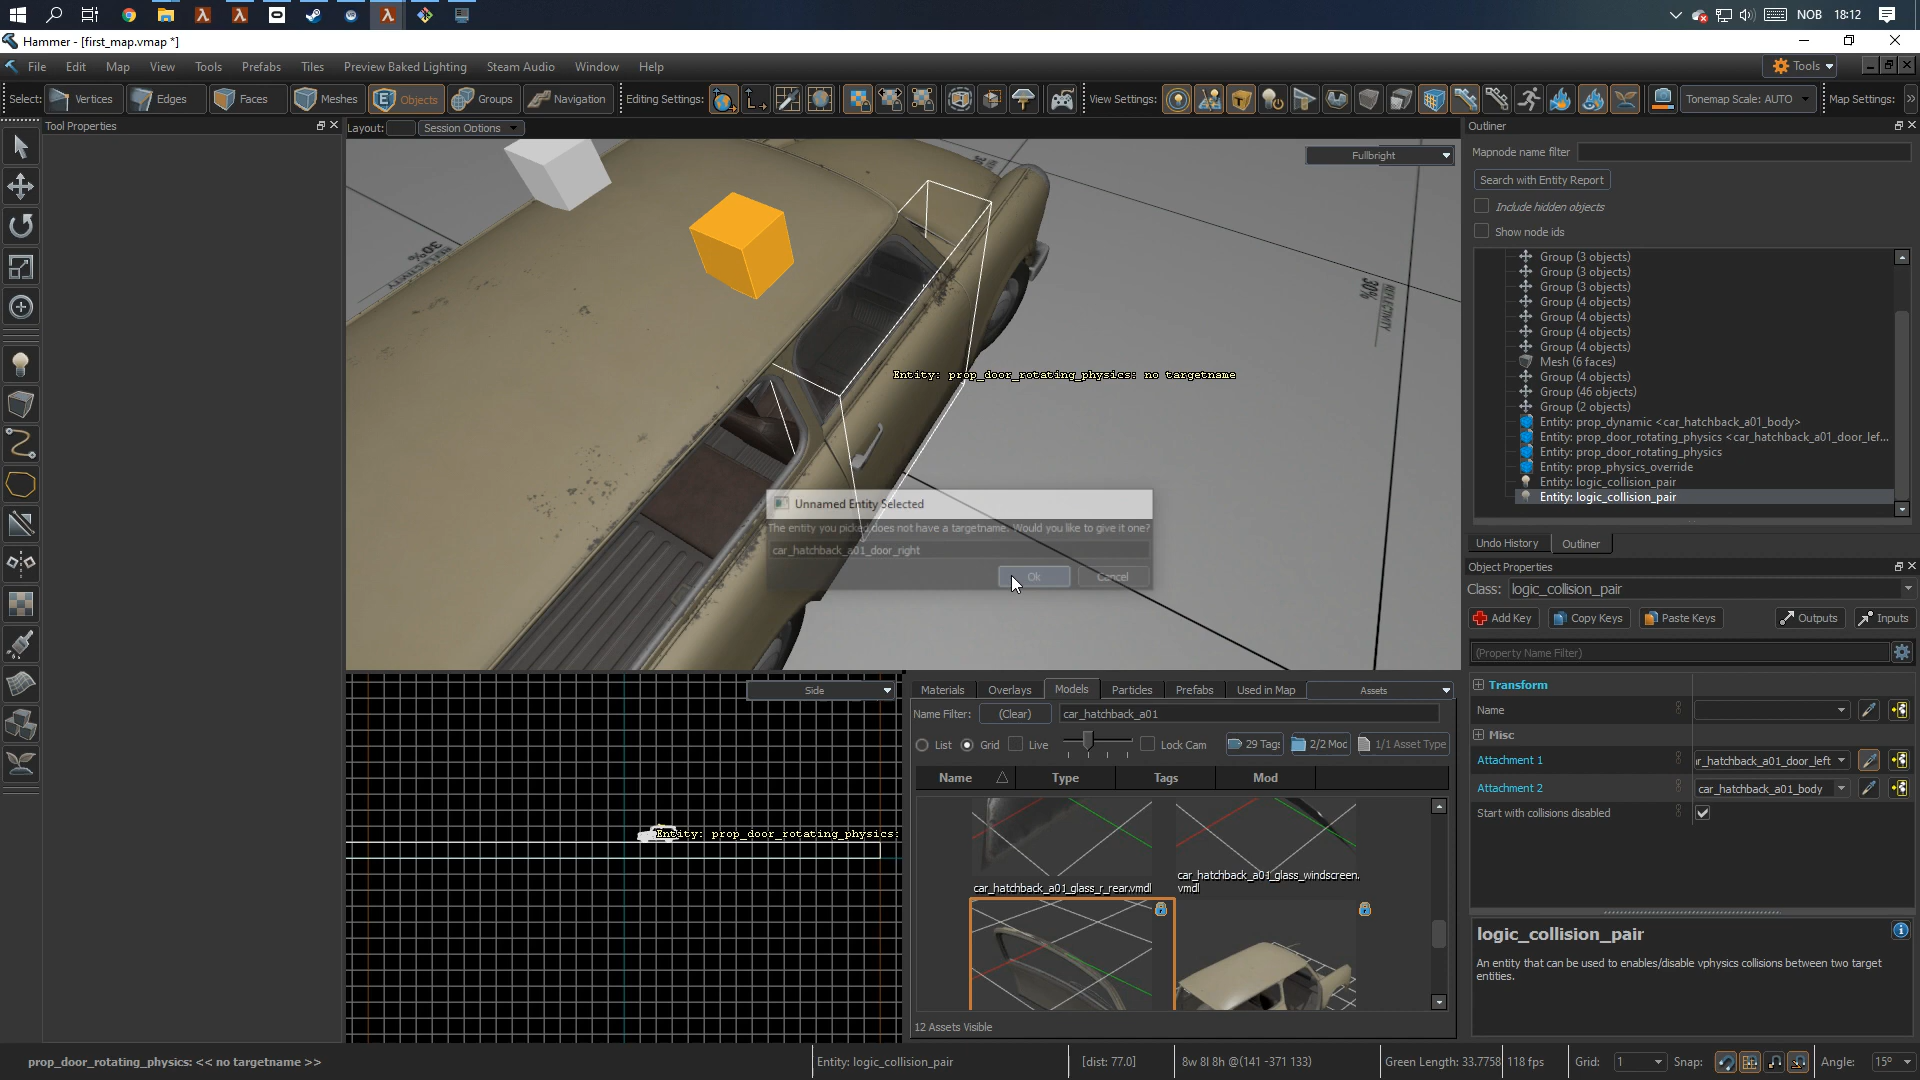 NOB 18:12
Hammer - [first_map.vmap *]
File Edit Map View Tools Prefabs Tiles Preview Baked Lighting Steam Audio Window Help Tools
Select: Vertices Edges Faces Meshes Objects Groups Navigation Editing Settings: View Settings: Tonemap Scale: AUTO Map Settings:
Tool Properties
Layout: Session Options
Fullbright
30%
REFLECTIVITY
30%
REFLECTIVITY
Entity: prop_door_rotating_physics: no targetname
Unnamed Entity Selected
The entity you picked does not have a targetname. Would you like to give it one?
car_hatchback_a01_door_right
Ok Cancel
Side
Entity: prop_door_rotating_physics:
Materials Overlays Models Particles Prefabs Used in Map Assets
Name Filter: (Clear) car_hatchback_a01
List Grid Live Lock Cam 29 Tags 2/2 Mod 1/1 Asset Type
Name Type Tags Mod
car_hatchback_a01_glass_r_rear.vmdl
car_hatchback_a01_glass_windscreen.
vmdl
12 Assets Visible
Outliner
Mapnode name filter
Search with Entity Report
Include hidden objects
Show node ids
Group (3 objects)
Group (3 objects)
Group (3 objects)
Group (4 objects)
Group (4 objects)
Group (4 objects)
Group (4 objects)
Mesh (6 faces)
Group (4 objects)
Group (46 objects)
Group (2 objects)
Entity: prop_dynamic <car_hatchback_a01_body>
Entity: prop_door_rotating_physics <car_hatchback_a01_door_lef...
Entity: prop_door_rotating_physics
Entity: prop_physics_override
Entity: logic_collision_pair
Entity: logic_collision_pair
Undo History Outliner
Object Properties
Class: logic_collision_pair
Add Key Copy Keys Paste Keys Outputs Inputs
(Property Name Filter)
Transform
Name
Misc
Attachment 1 ir_hatchback_a01_door_left
Attachment 2 car_hatchback_a01_body
Start with collisions disabled
logic_collision_pair
An entity that can be used to enables/disable vphysics collisions between two target
entities.
prop_door_rotating_physics: << no targetname >> Entity: logic_collision_pair [dist: 77.0] 8w 8l 8h @(141 -371 133) Green Length: 33.7758 118 fps Grid: 1 Snap: Angle: 15º